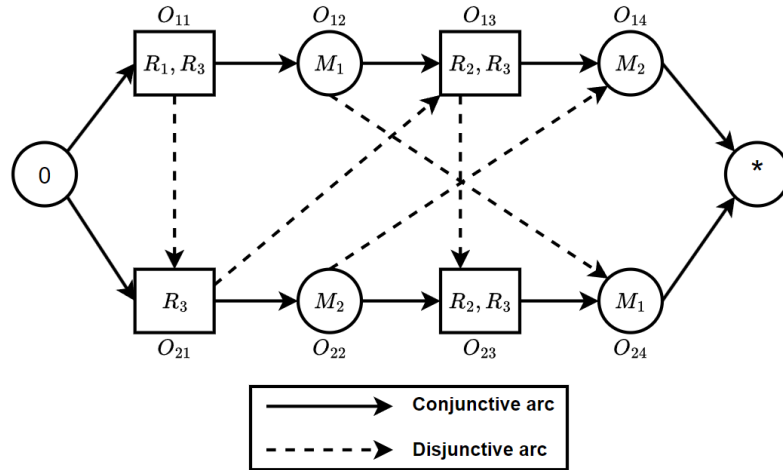 O₁₁ O₁₂ O₁₃ O₁₄
R₁, R₃ M₁ R₂, R₃ M₂
0 *
R₃ M₂ R₂, R₃ M₁
O₂₁ O₂₂ O₂₃ O₂₄
Conjunctive arc
Disjunctive arc